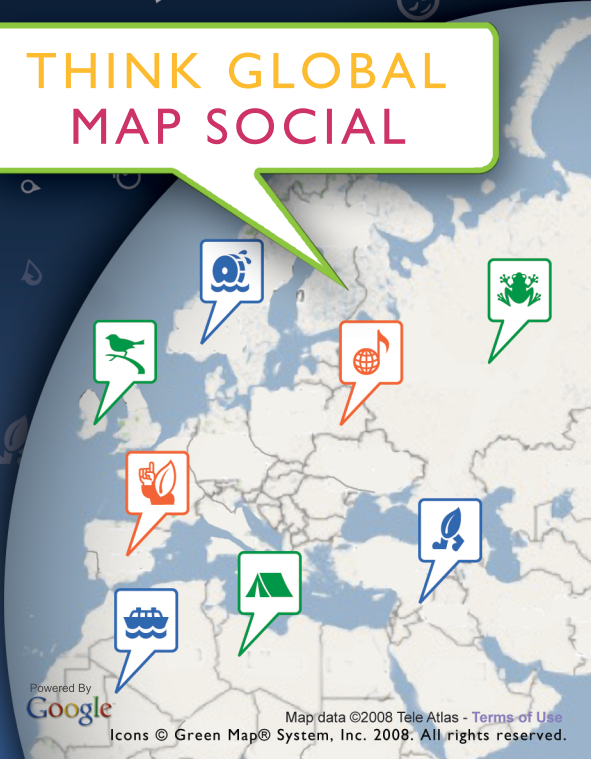 THINK GLOBAL
MAP SOCIAL
Powered By
Google
Map data ©2008 Tele Atlas - Terms of Use
Icons © Green Map® System, Inc. 2008. All rights reserved.